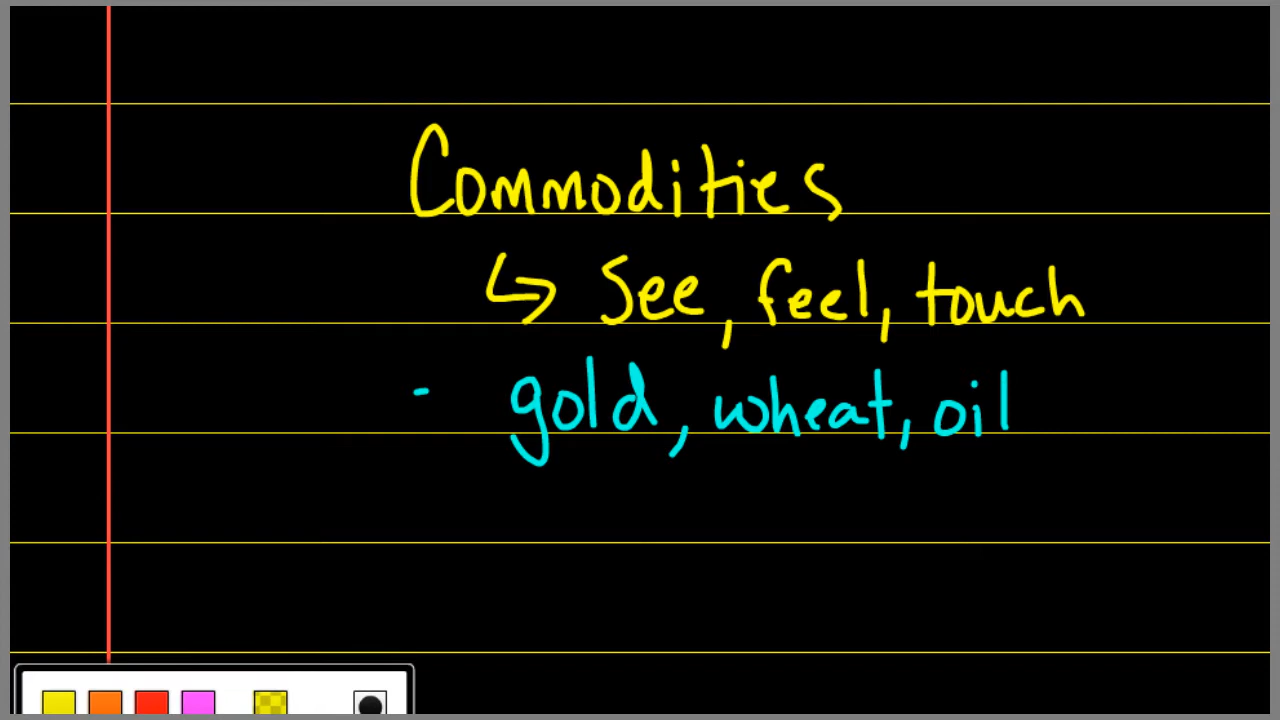 Commodities
↳ See, feel, touch
- gold, wheat, oil